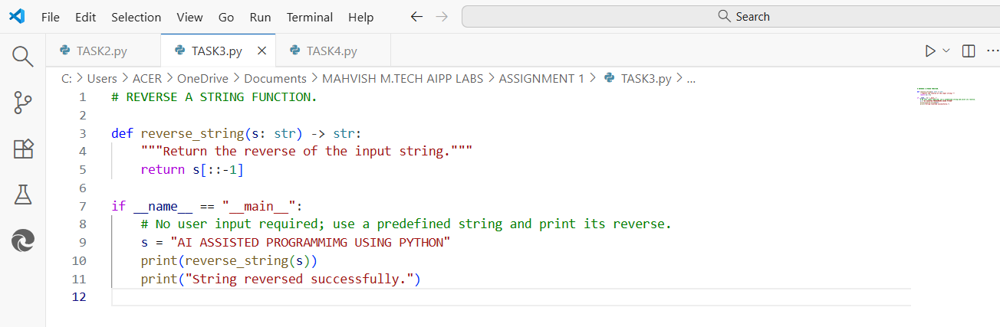 File Edit Selection View Go Run Terminal Help Search
TASK2.py TASK3.py TASK4.py
C: > Users > ACER > OneDrive > Documents > MAHVISH M.TECH AIPP LABS > ASSIGNMENT 1 > TASK3.py > ...
1 # REVERSE A STRING FUNCTION.
2
3 def reverse_string(s: str) -> str:
4     """Return the reverse of the input string."""
5     return s[::-1]
6
7 if __name__ == "__main__":
8     # No user input required; use a predefined string and print its reverse.
9     s = "AI ASSISTED PROGRAMMIMG USING PYTHON"
10     print(reverse_string(s))
11     print("String reversed successfully.")
12